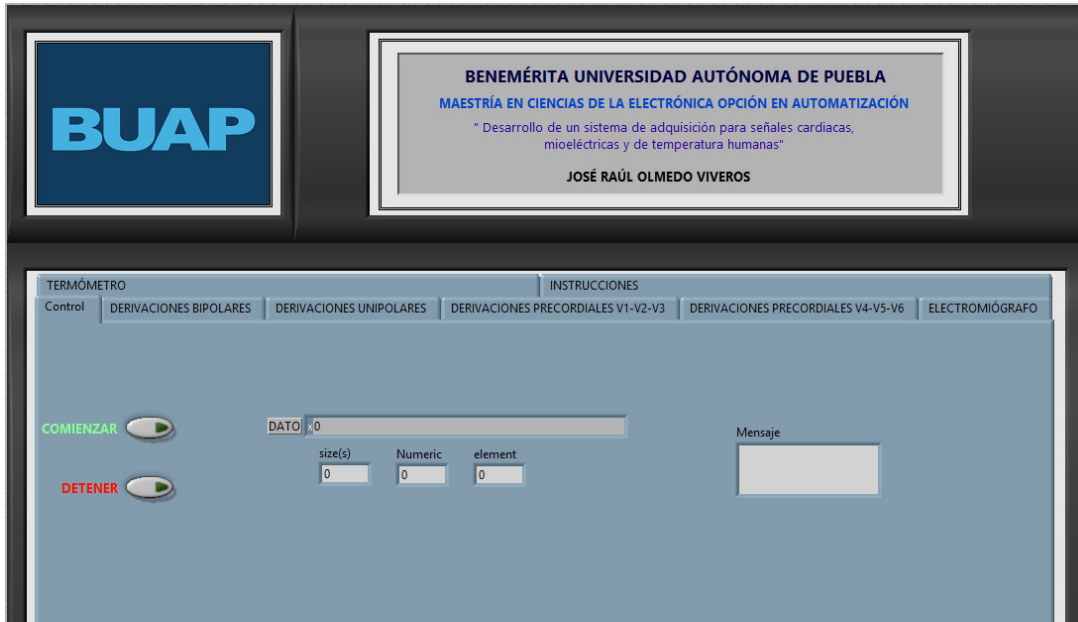 BUAP
BENEMÉRITA UNIVERSIDAD AUTÓNOMA DE PUEBLA
MAESTRÍA EN CIENCIAS DE LA ELECTRÓNICA OPCIÓN EN AUTOMATIZACIÓN
" Desarrollo de un sistema de adquisición para señales cardiacas,
mioeléctricas y de temperatura humanas"
JOSÉ RAÚL OLMEDO VIVEROS
TERMÓMETRO INSTRUCCIONES
Control DERIVACIONES BIPOLARES DERIVACIONES UNIPOLARES DERIVACIONES PRECORDIALES V1-V2-V3 DERIVACIONES PRECORDIALES V4-V5-V6 ELECTROMIÓGRAFO
COMIENZAR DATO x0 Mensaje
size(s) Numeric element
DETENER 0 0 0